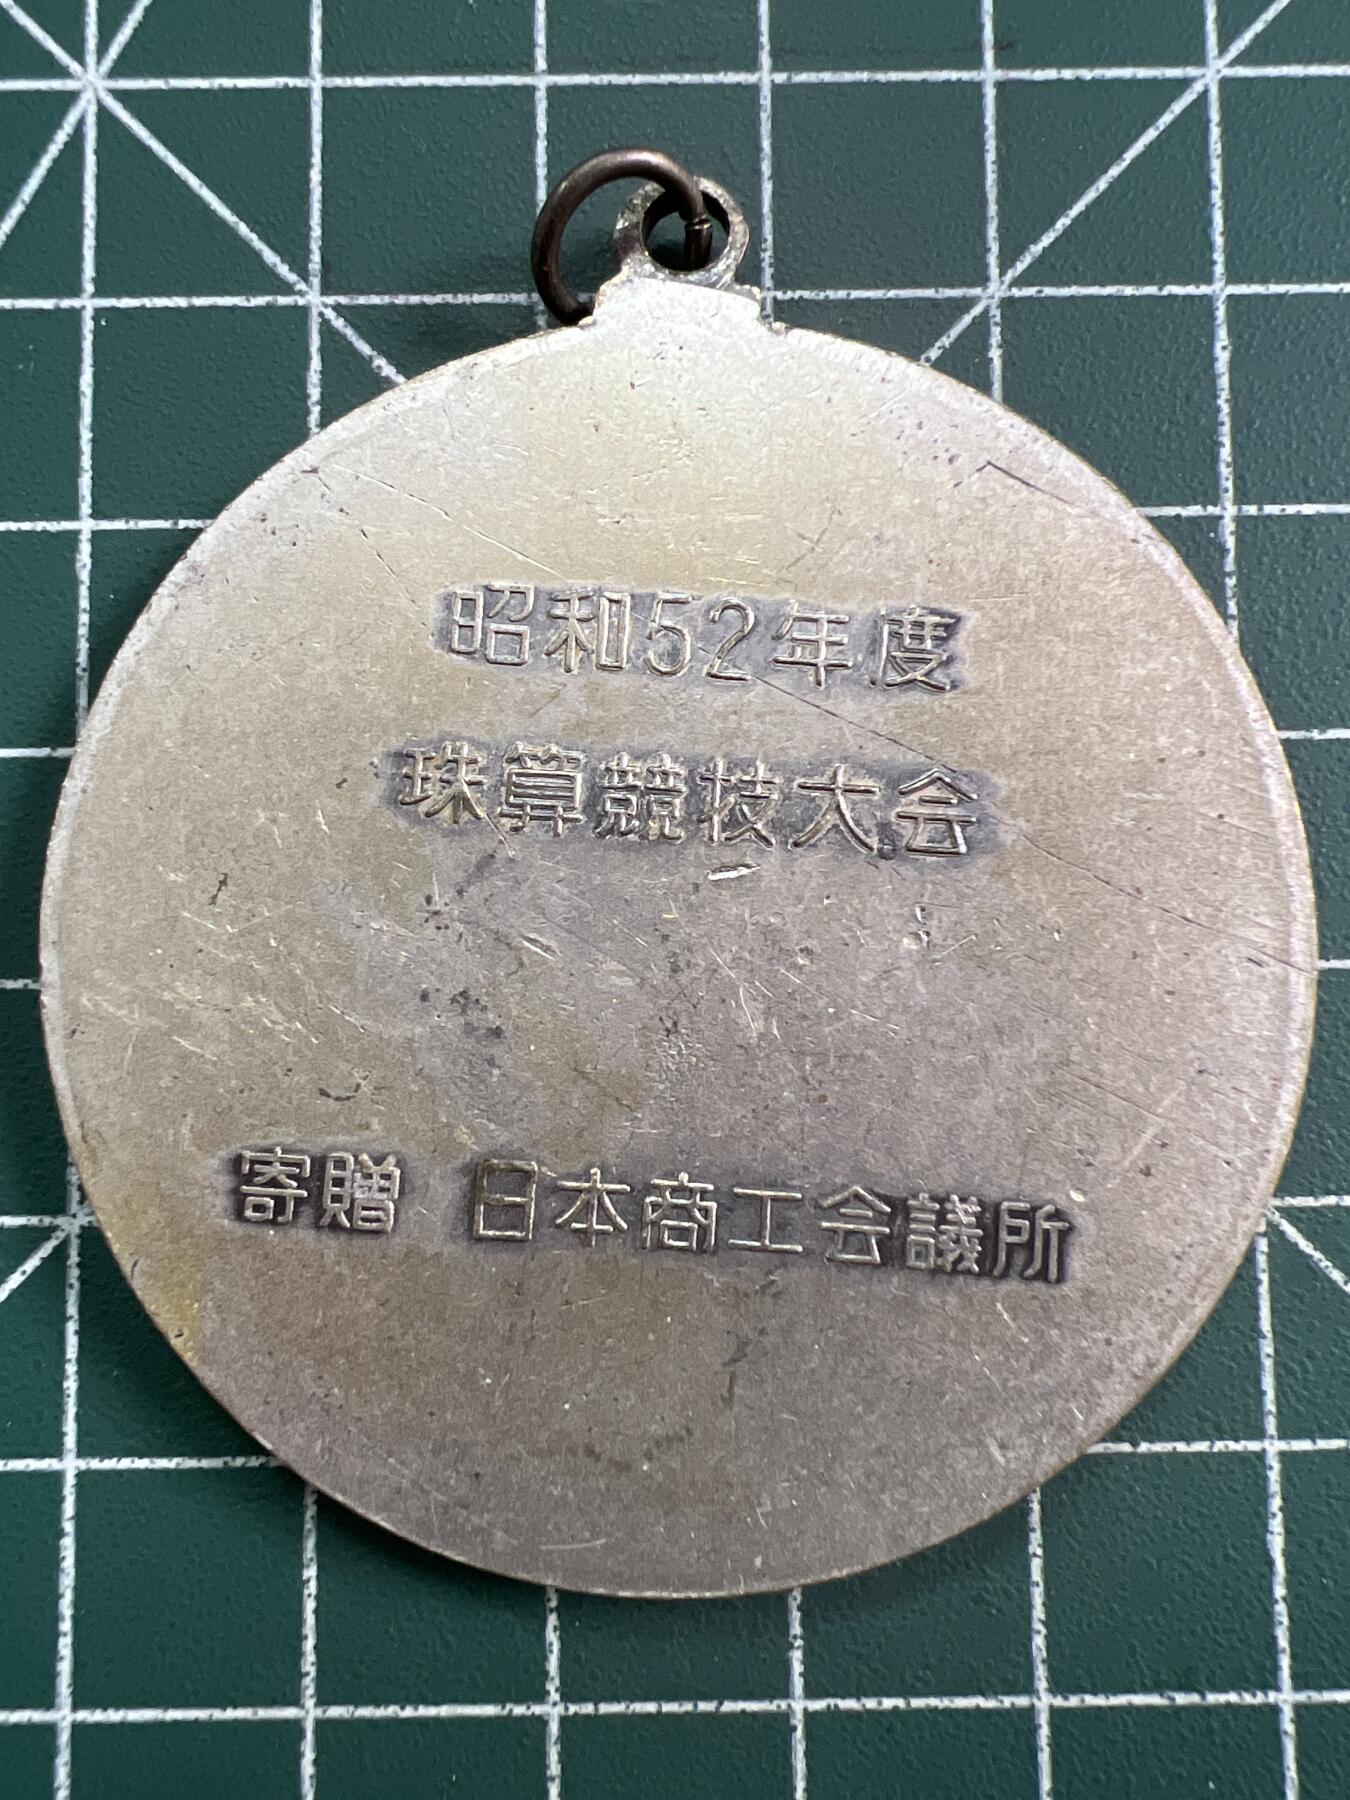 昭和52年度
珠算競技大会
寄贈 日本商工会議所